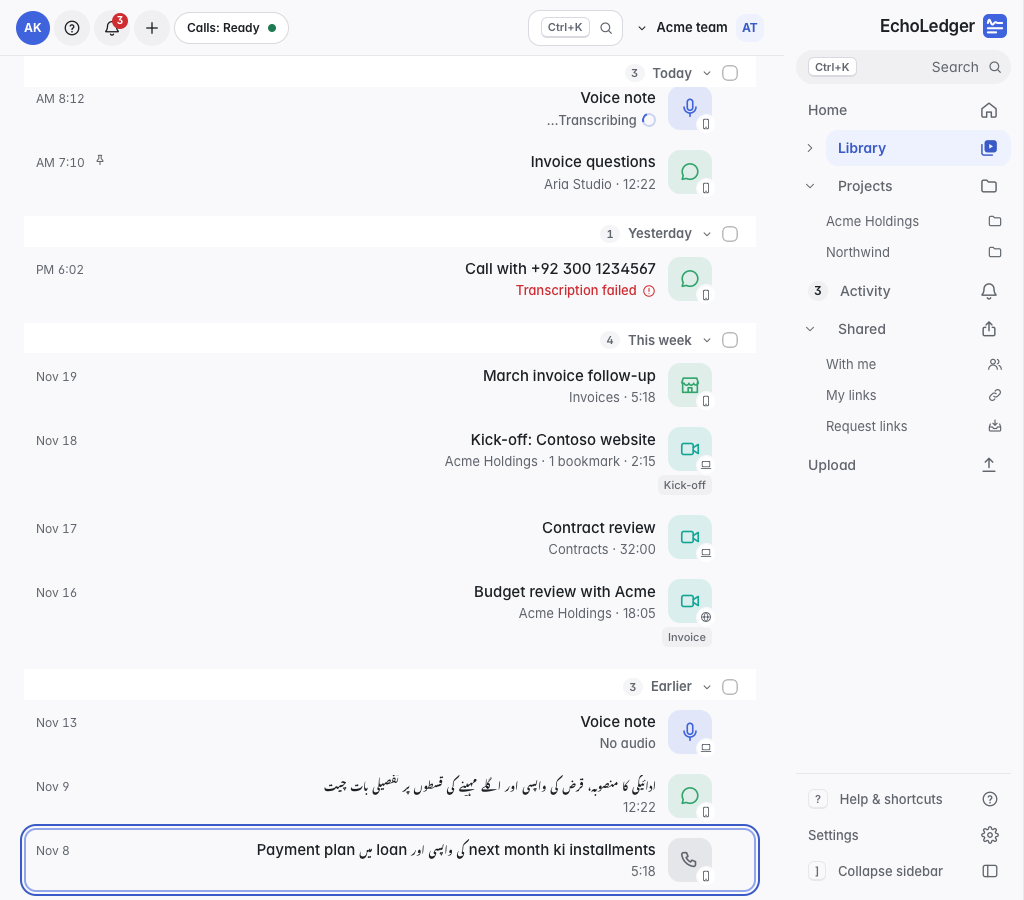 AK
3
Calls: Ready
Ctrl+K
Acme team
AT
EchoLedger
Ctrl+K
Search
Home
Library
Projects
Acme Holdings
Northwind
3
Activity
Shared
With me
My links
Request links
Upload
?
Help & shortcuts
Settings
]
Collapse sidebar
3
Today
AM 8:12
Voice note
...Transcribing
AM 7:10
Invoice questions
Aria Studio · 12:22
1
Yesterday
PM 6:02
Call with +92 300 1234567
Transcription failed
4
This week
Nov 19
March invoice follow-up
Invoices · 5:18
Nov 18
Kick-off: Contoso website
Acme Holdings · 1 bookmark · 2:15
Kick-off
Nov 17
Contract review
Contracts · 32:00
Nov 16
Budget review with Acme
Acme Holdings · 18:05
Invoice
3
Earlier
Nov 13
Voice note
No audio
Nov 9
ادائیگی کا منصوبہ، قرض کی واپسی اور اگلے مہینے کی قسطوں پر تفصیلی بات چیت
12:22
Nov 8
Payment plan میں loan کی واپسی اور next month ki installments
5:18